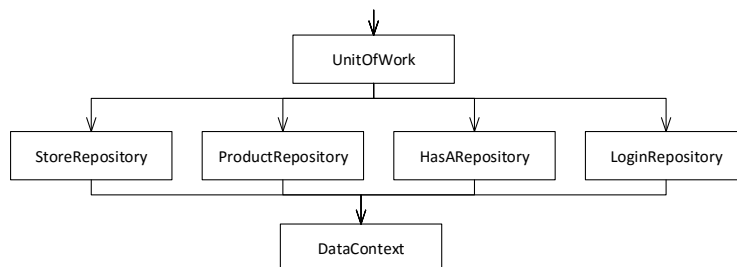 UnitOfWork
StoreRepository
ProductRepository
HasARepository
LoginRepository
DataContext